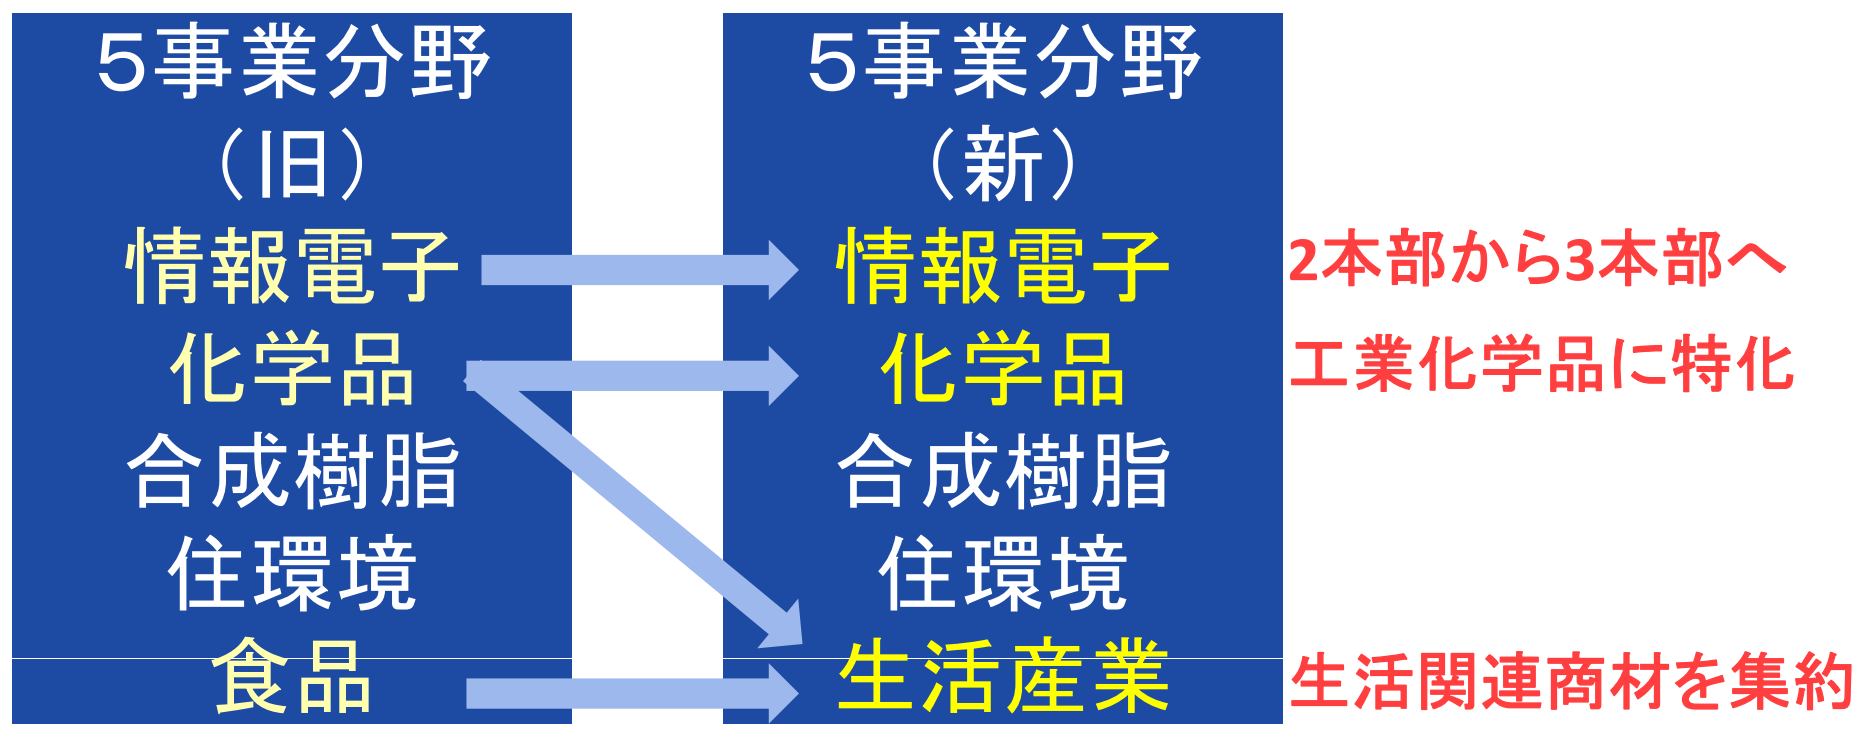 ５事業分野
（旧）
情報電子
化学品
合成樹脂
住環境
食品
５事業分野
（新）
情報電子
化学品
合成樹脂
住環境
生活産業
2本部から3本部へ
工業化学品に特化
生活関連商材を集約